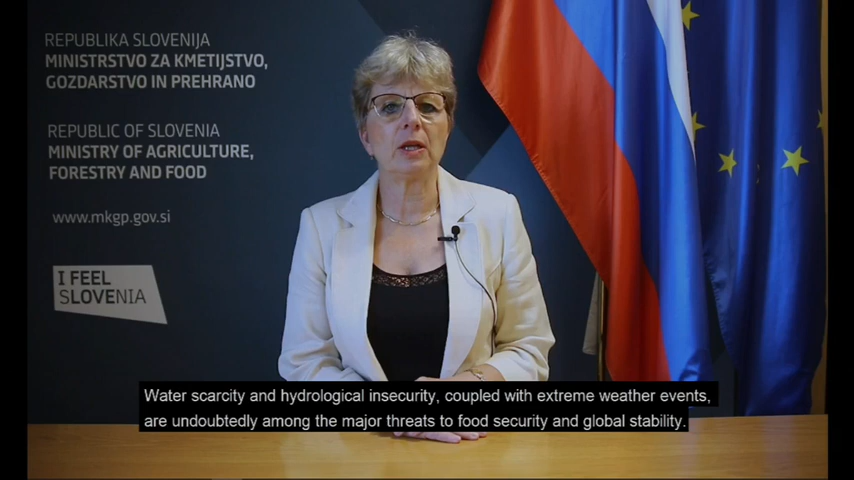 REPUBLIKA SLOVENIJA
MINISTRSTVO ZA KMETIJSTVO,
GOZDARSTVO IN PREHRANO
REPUBLIC OF SLOVENIA
MINISTRY OF AGRICULTURE,
FORESTRY AND FOOD
www.mkgp.gov.si
I FEEL
SLOVENIA
Water scarcity and hydrological insecurity, coupled with extreme weather events,
are undoubtedly among the major threats to food security and global stability.